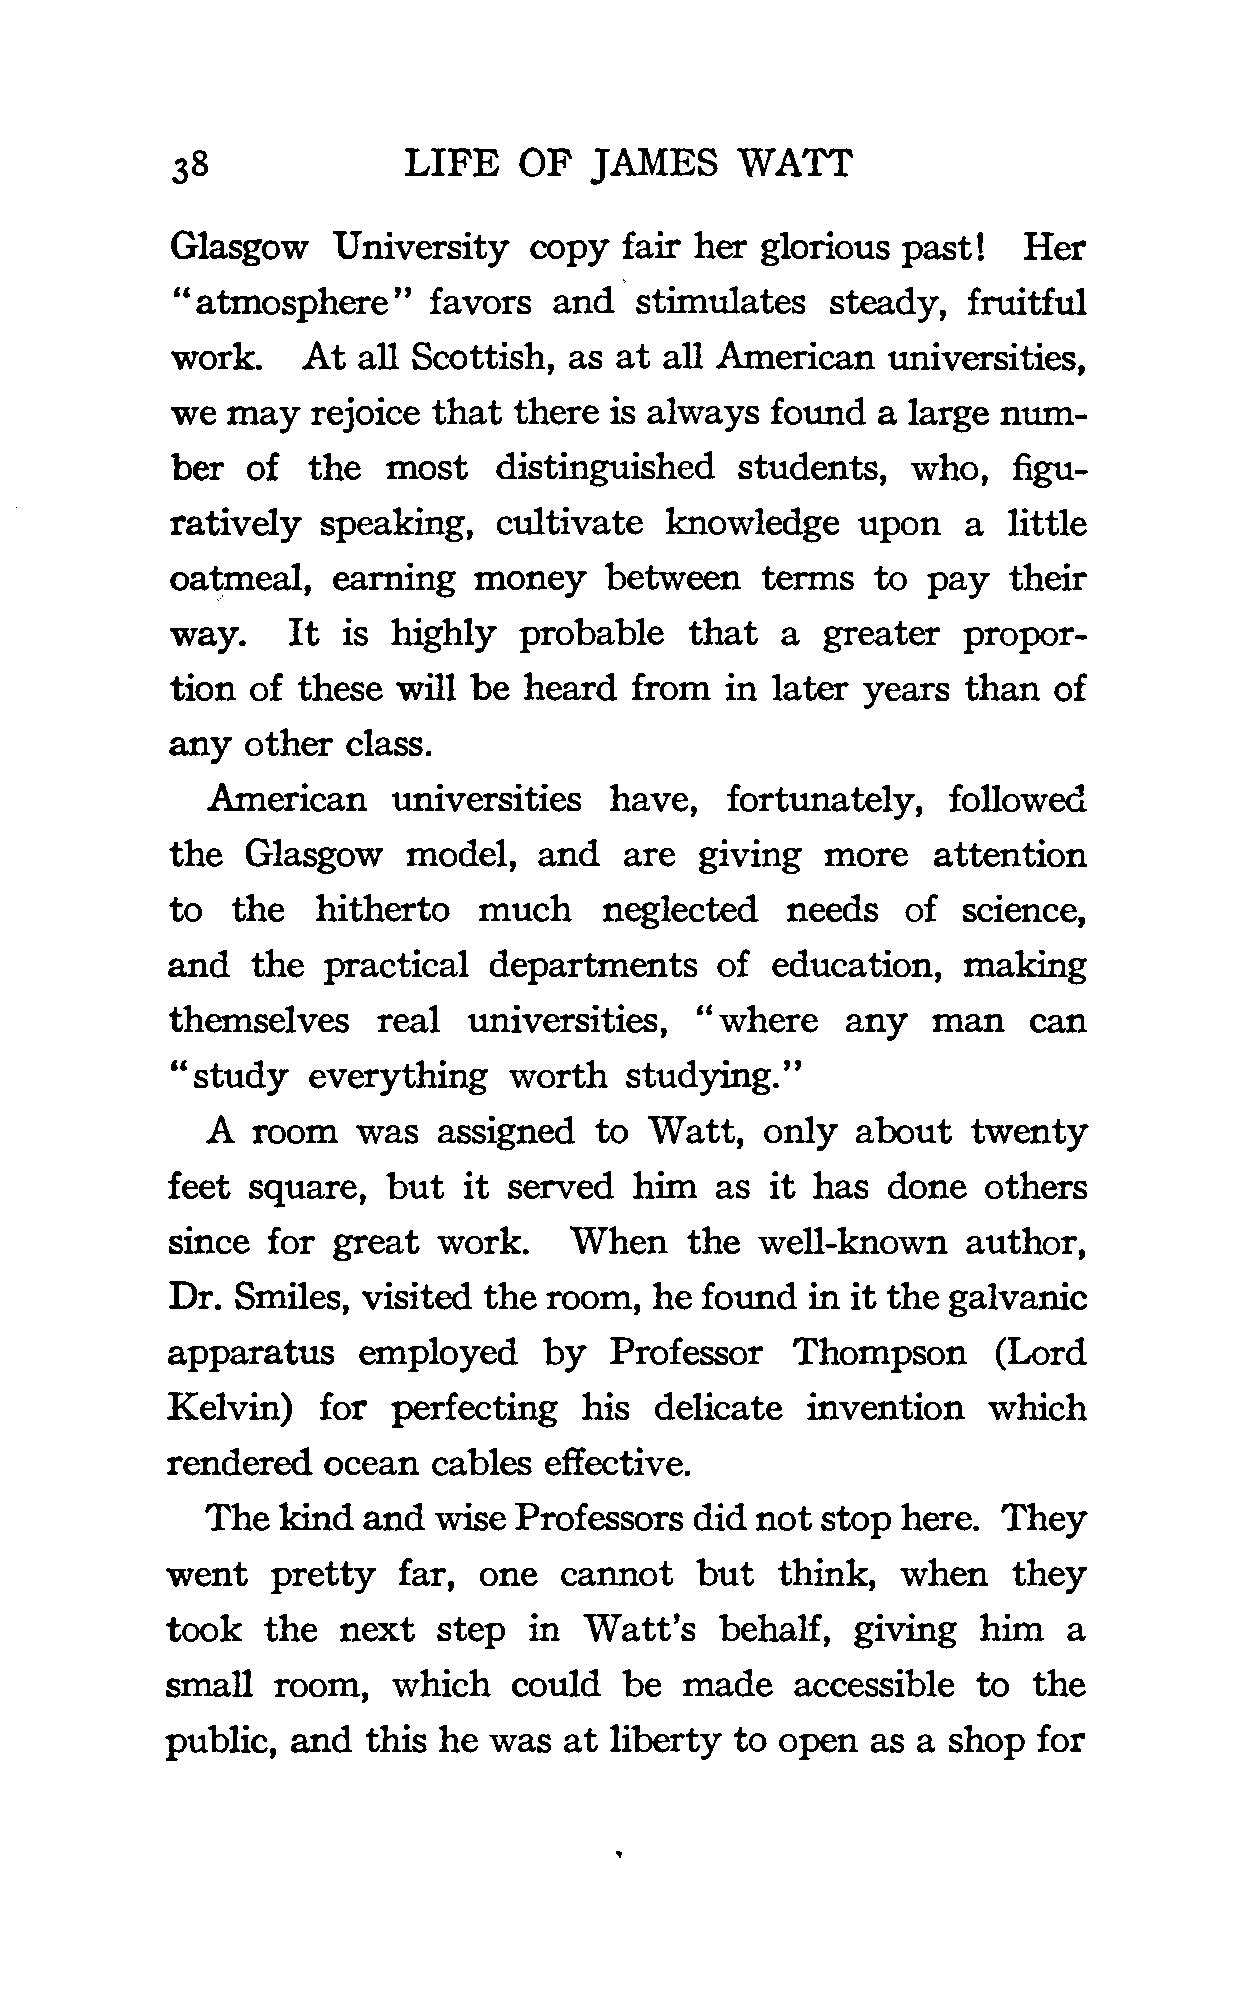 38 LIFE OF JAMES WATT
Glasgow University copy fair her glorious past! Her
"atmosphere" favors and stimulates steady, fruitful
work. At all Scottish, as at all American universities,
we may rejoice that there is always found a large num-
ber of the most distinguished students, who, figu-
ratively speaking, cultivate knowledge upon a little
oatmeal, earning money between terms to pay their
way. It is highly probable that a greater propor-
tion of these will be heard from in later years than of
any other class.
American universities have, fortunately, followed
the Glasgow model, and are giving more attention
to the hitherto much neglected needs of science,
and the practical departments of education, making
themselves real universities, "where any man can
"study everything worth studying."
A room was assigned to Watt, only about twenty
feet square, but it served him as it has done others
since for great work. When the well-known author,
Dr. Smiles, visited the room, he found in it the galvanic
apparatus employed by Professor Thompson (Lord
Kelvin) for perfecting his delicate invention which
rendered ocean cables effective.
The kind and wise Professors did not stop here. They
went pretty far, one cannot but think, when they
took the next step in Watt's behalf, giving him a
small room, which could be made accessible to the
public, and this he was at liberty to open as a shop for